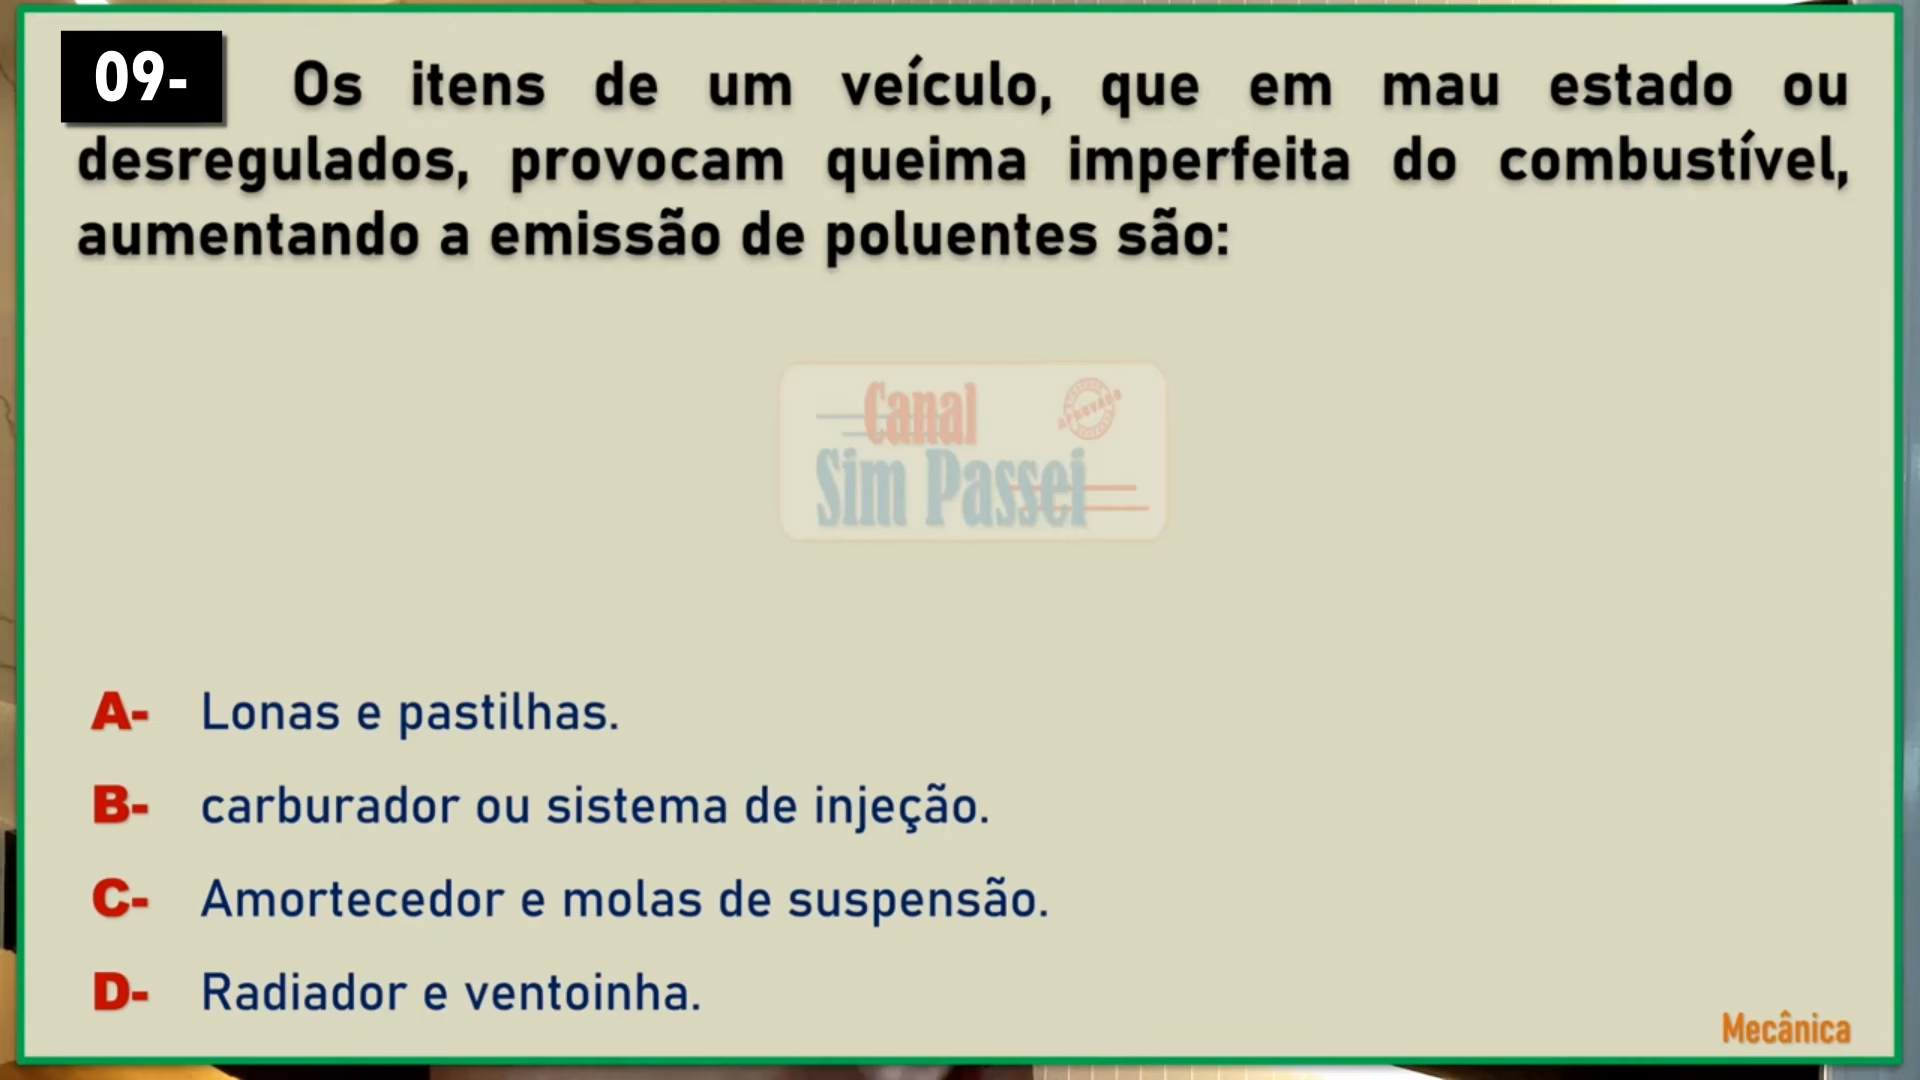 09- Os itens de um veículo, que em mau estado ou
desregulados, provocam queima imperfeita do combustível,
aumentando a emissão de poluentes são:
Canal
APROVADO
Sim Passei
A- Lonas e pastilhas.
B- carburador ou sistema de injeção.
C- Amortecedor e molas de suspensão.
D- Radiador e ventoinha.
Mecânica